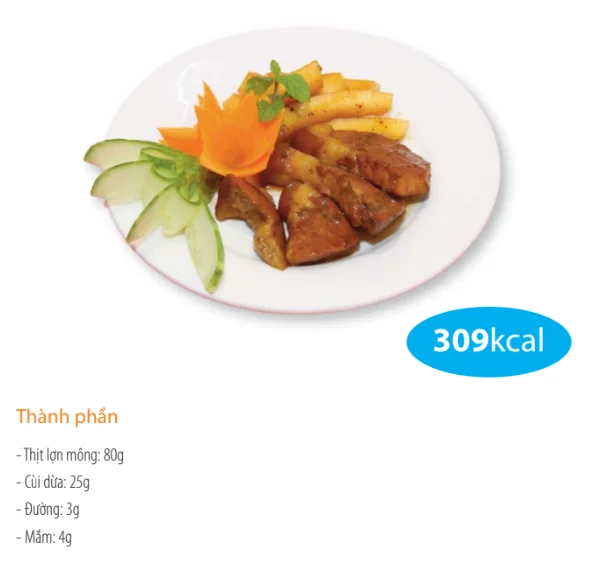 309kcal
Thành phần
- Thịt lợn mông: 80g
- Cùi dừa: 25g
- Đường: 3g
- Mắm: 4g